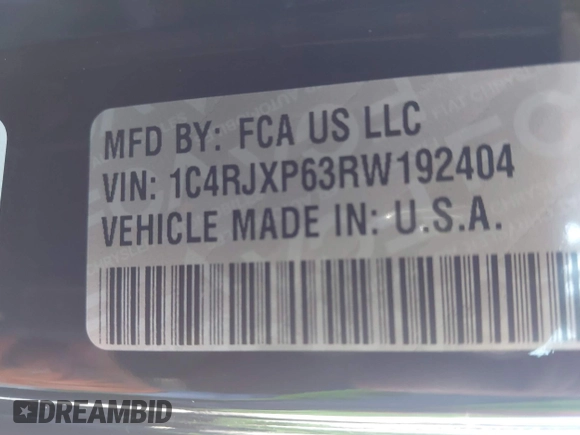 MFD BY: FCA US LLC
VIN: 1C4RJXP63RW192404
VEHICLE MADE IN: U.S.A.
DREAMBID